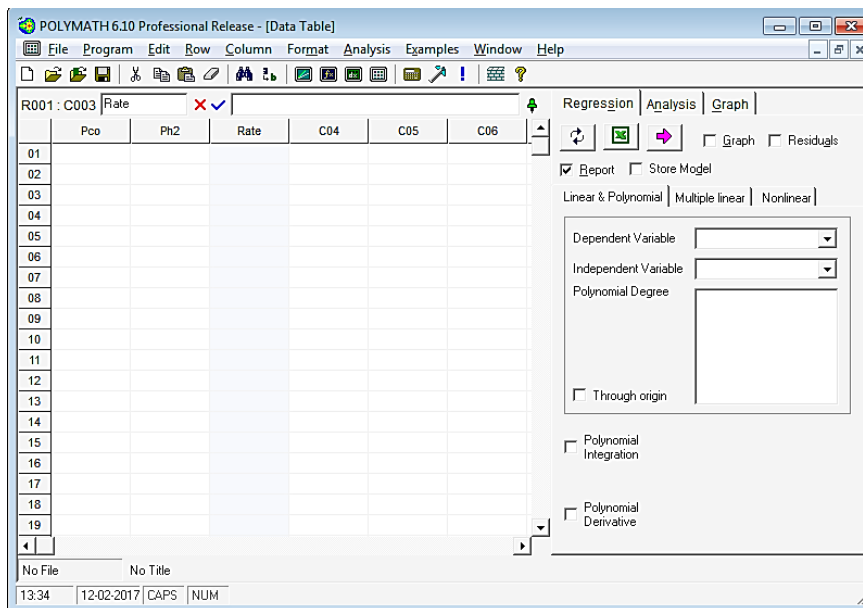 POLYMATH 6.10 Professional Release - [Data Table]
File Program Edit Row Column Format Analysis Examples Window Help
R001 : C003 Rate
Pco Ph2 Rate C04 C05 C06
01
02
03
04
05
06
07
08
09
10
11
12
13
14
15
16
17
18
19
Regression Analysis Graph
Graph Residuals
Report Store Model
Linear & Polynomial Multiple linear Nonlinear
Dependent Variable
Independent Variable
Polynomial Degree
Through origin
Polynomial
Integration
Polynomial
Derivative
No File No Title
13:34 12-02-2017 CAPS NUM